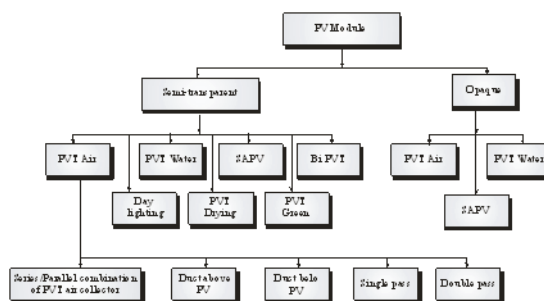 PV Module
Semi-transparent
Opaque
PVT Air
PVT Water
SAPV
Bi PVT
PVT Air
PVT Water
Day
lighting
PVT
Drying
PVT
Green
SAPV
Series/Parallel combination
of PVT air collector
Duct above
PV
Duct belo
PV
Single pass
Double pass